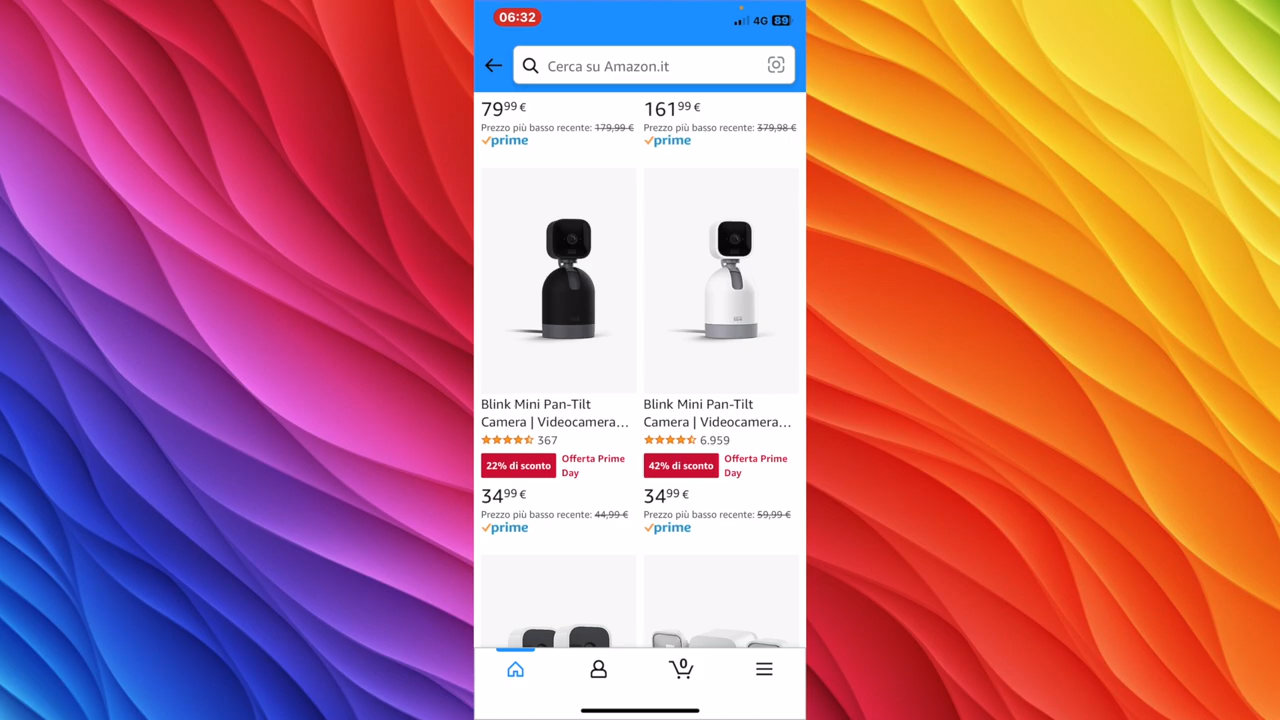 06:32
4G 89
Cerca su Amazon.it
79,99 € 161,99 €
Prezzo più basso recente: 179,99 € Prezzo più basso recente: 379,98 €
prime prime
Blink Mini Pan-Tilt Blink Mini Pan-Tilt
Camera | Videocamera… Camera | Videocamera…
367 6.959
22% di sconto Offerta Prime Day 42% di sconto Offerta Prime Day
34,99 € 34,99 €
Prezzo più basso recente: 44,99 € Prezzo più basso recente: 59,99 €
prime prime
0